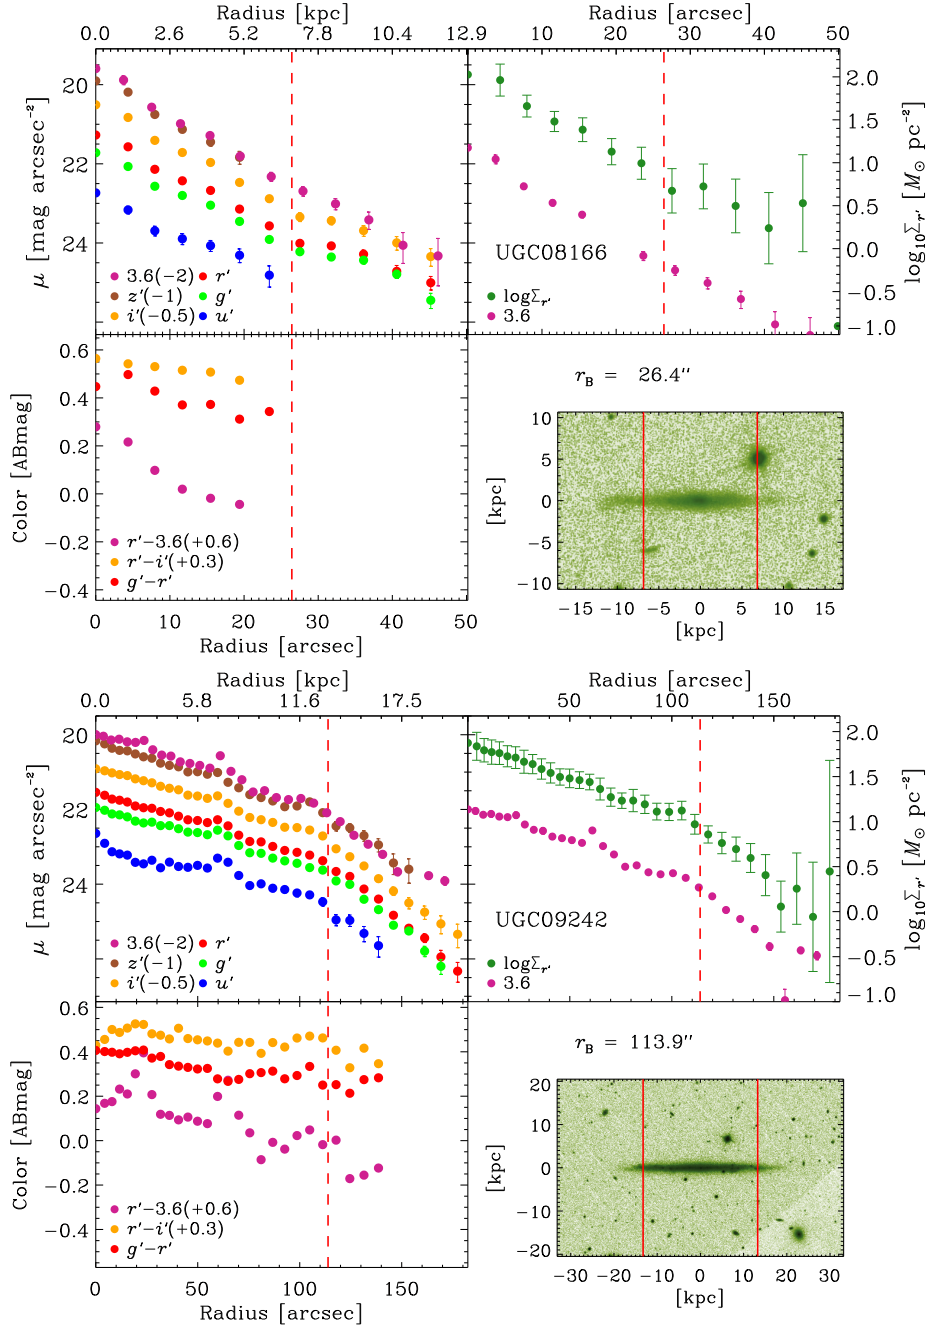 Radius [kpc] Radius [arcsec]
0.0 2.6 5.2 7.8 10.4 12.9 10 20 30 40 50
μ [mag arcsec⁻²]
20
22
24
3.6(−2) r′
z′(−1) g′
i′(−0.5) u′
UGC08166
logΣr′
3.6
2.0
1.5
1.0
0.5
0.0
−0.5
−1.0
log₁₀Σr′ [M⊙ pc⁻²]
Color [ABmag]
0.6
0.4
0.2
0.0
−0.2
−0.4
r′−3.6(+0.6)
r′−i′(+0.3)
g′−r′
0 10 20 30 40 50
Radius [arcsec]
rB = 26.4″
[kpc]
10
5
0
−5
−10
−15 −10 −5 0 5 10 15
[kpc]
Radius [kpc] Radius [arcsec]
0.0 5.8 11.6 17.5 50 100 150
μ [mag arcsec⁻²]
20
22
24
3.6(−2) r′
z′(−1) g′
i′(−0.5) u′
UGC09242
logΣr′
3.6
2.0
1.5
1.0
0.5
0.0
−0.5
−1.0
log₁₀Σr′ [M⊙ pc⁻²]
Color [ABmag]
0.6
0.4
0.2
0.0
−0.2
−0.4
r′−3.6(+0.6)
r′−i′(+0.3)
g′−r′
0 50 100 150
Radius [arcsec]
rB = 113.9″
[kpc]
20
10
0
−10
−20
−30 −20 −10 0 10 20 30
[kpc]